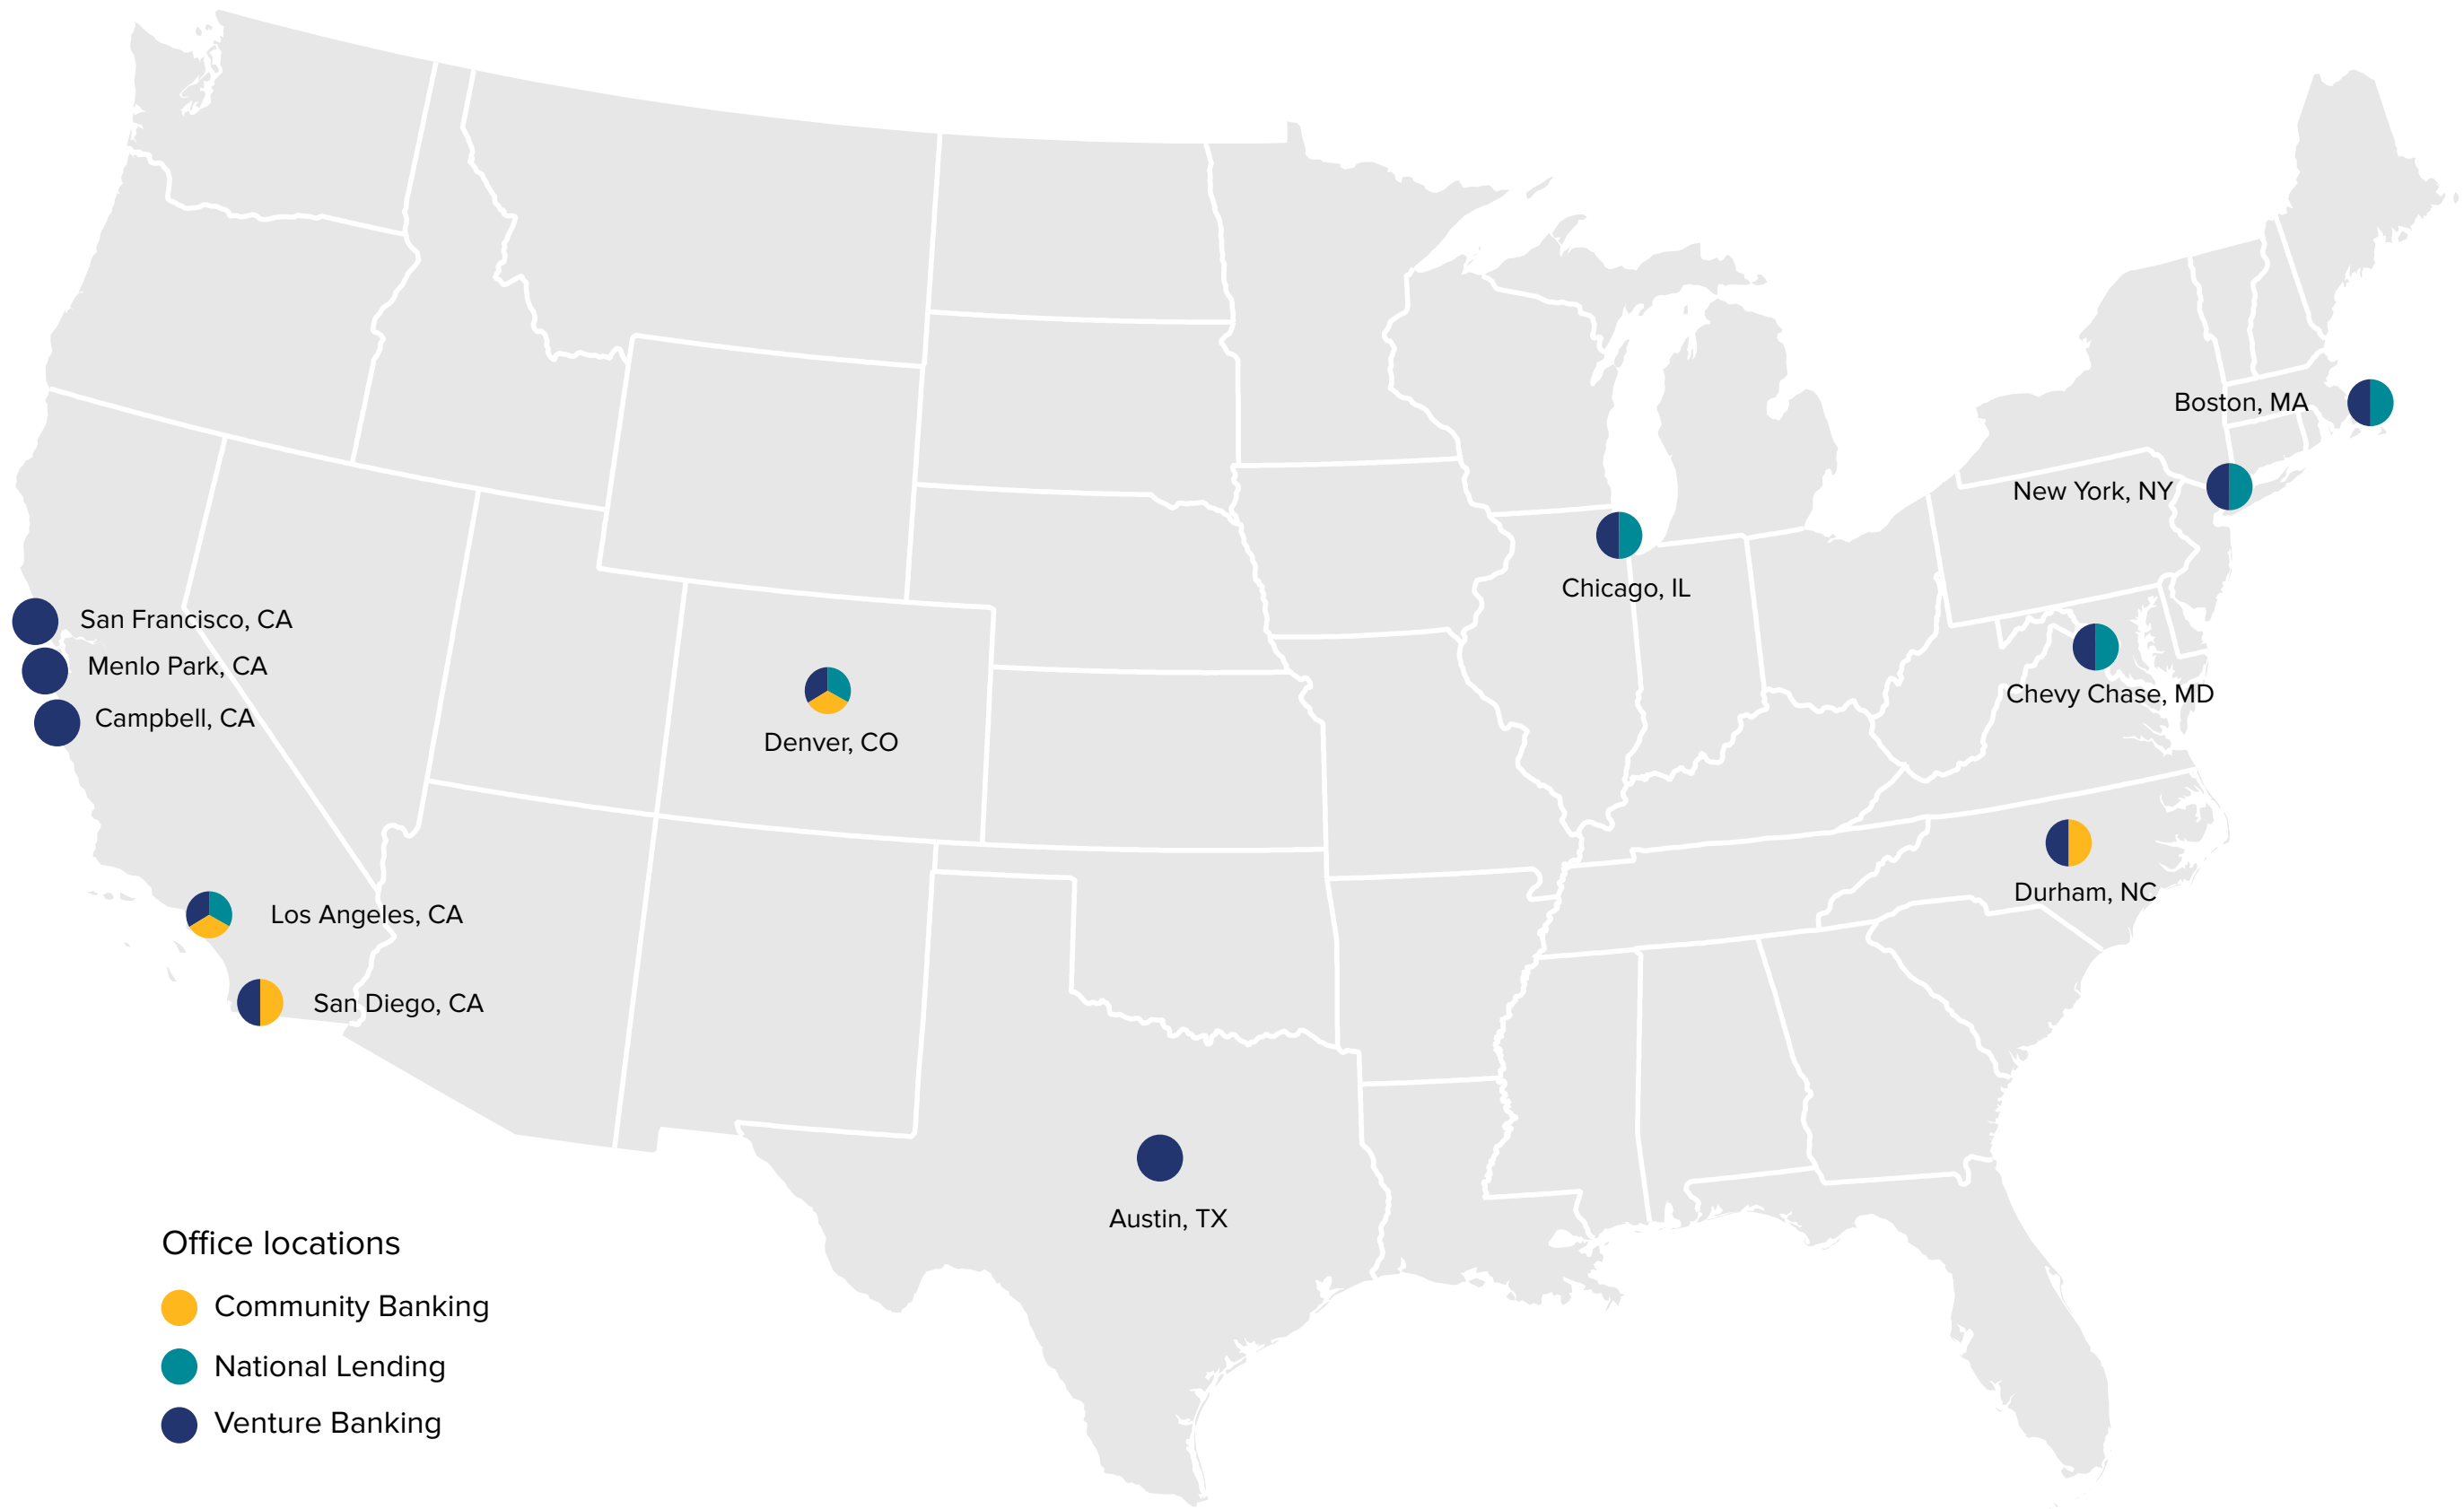 Boston, MA
New York, NY
Chicago, IL
San Francisco, CA
Menlo Park, CA
Chevy Chase, MD
Campbell, CA
Denver, CO
Durham, NC
Los Angeles, CA
San Diego, CA
Austin, TX
Office locations
Community Banking
National Lending
Venture Banking